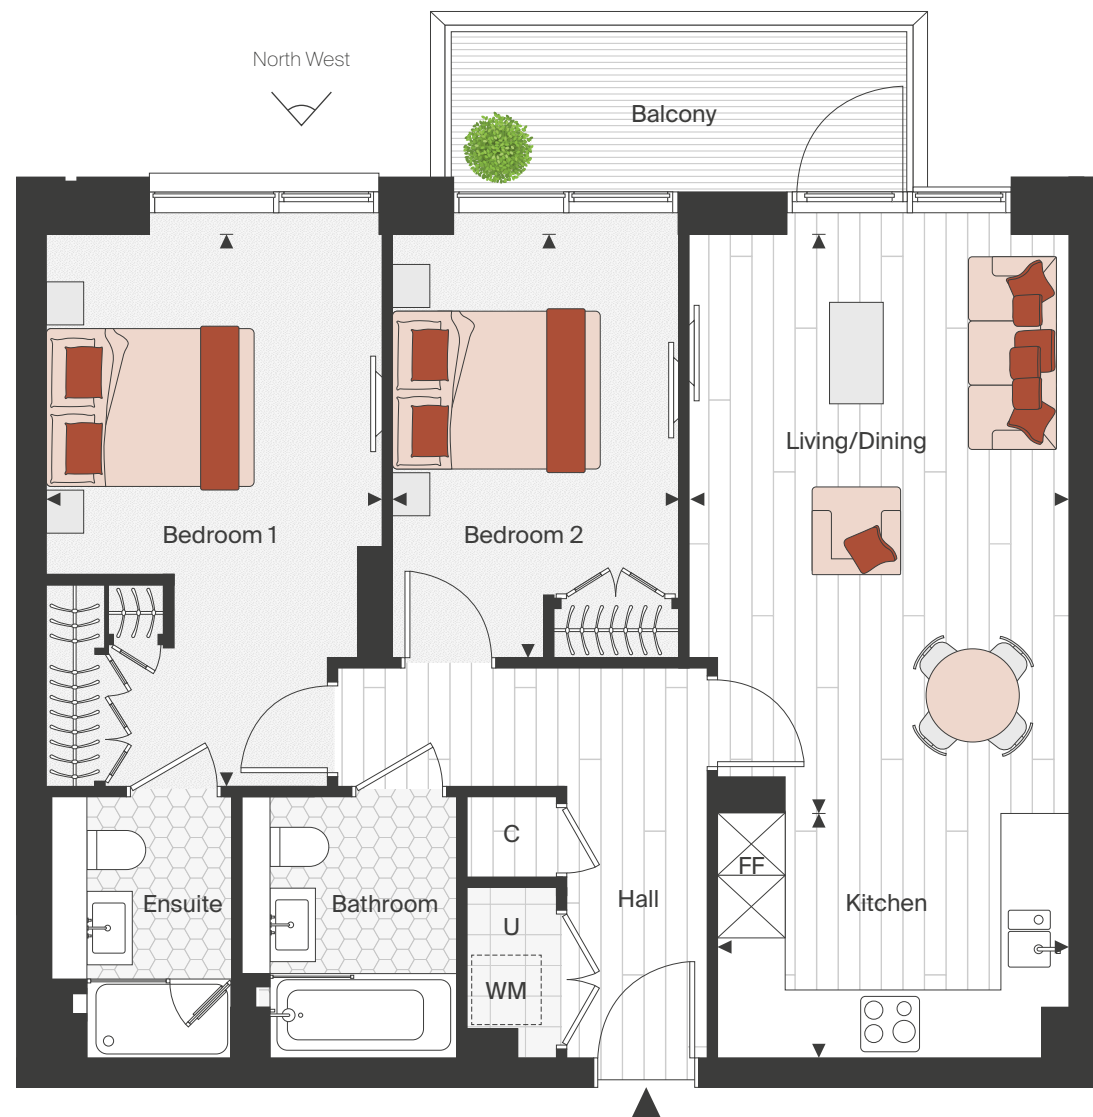 North West
Balcony
Living/Dining
Bedroom 1
Bedroom 2
C
FF
Ensuite
Bathroom
Hall
Kitchen
U
WM